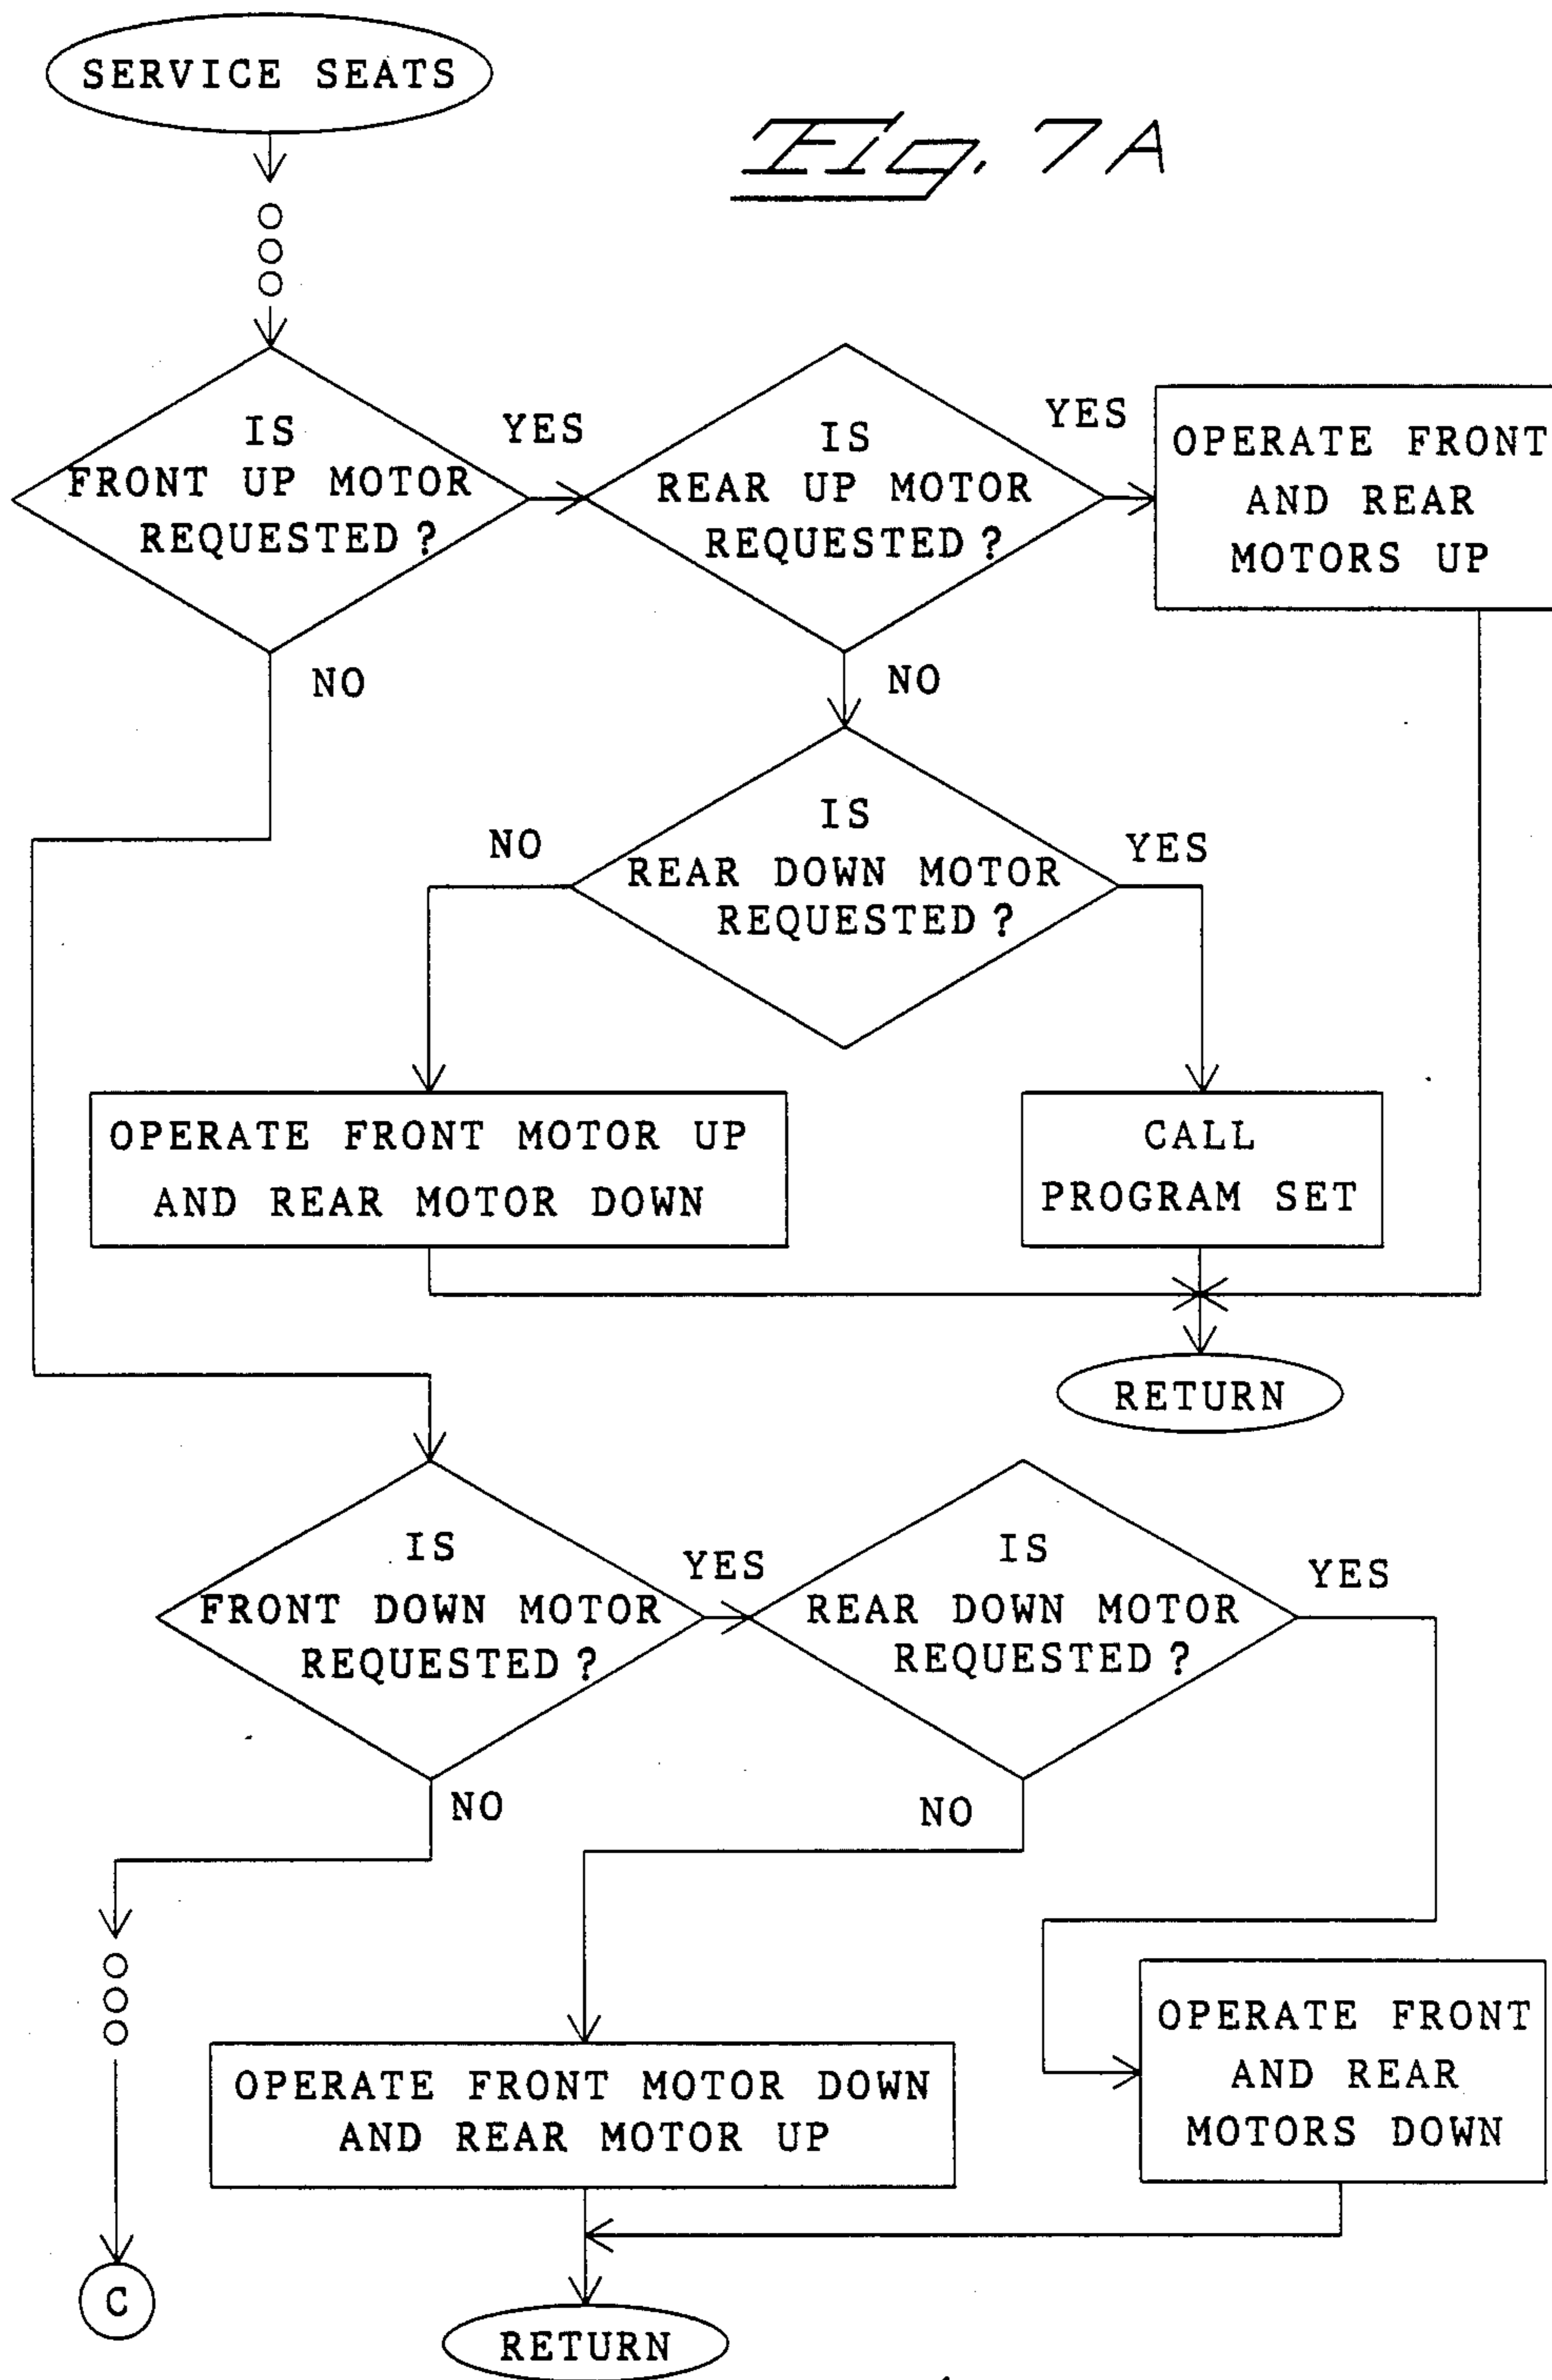 SERVICE SEATS
Fig. 7A
IS
FRONT UP MOTOR
REQUESTED ?
YES
NO
IS
REAR UP MOTOR
REQUESTED ?
YES
NO
OPERATE FRONT
AND REAR
MOTORS UP
IS
REAR DOWN MOTOR
REQUESTED ?
NO
YES
OPERATE FRONT MOTOR UP
AND REAR MOTOR DOWN
CALL
PROGRAM SET
RETURN
IS
FRONT DOWN MOTOR
REQUESTED ?
YES
NO
IS
REAR DOWN MOTOR
REQUESTED ?
YES
NO
OPERATE FRONT MOTOR DOWN
AND REAR MOTOR UP
OPERATE FRONT
AND REAR
MOTORS DOWN
C
RETURN